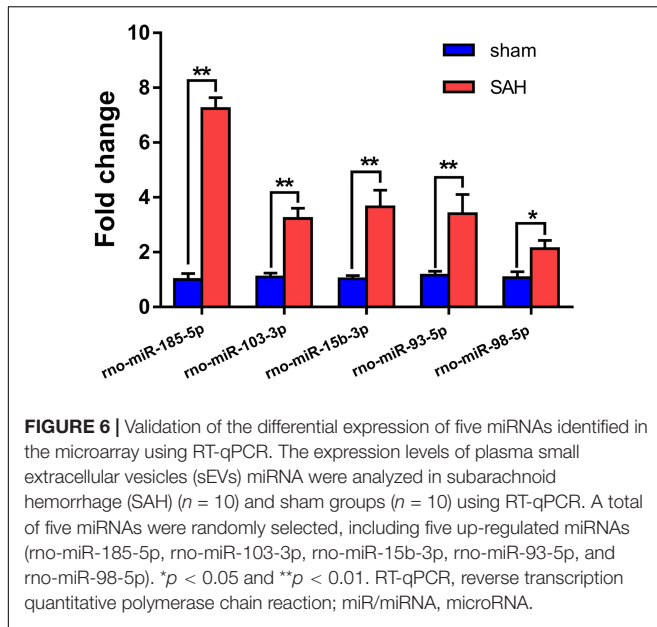 10
8
6
4
2
0
Fold change
sham
SAH
**
**
**
**
*
rno-miR-185-5p
rno-miR-103-3p
rno-miR-15b-3p
rno-miR-93-5p
rno-miR-98-5p
FIGURE 6 | Validation of the differential expression of five miRNAs identified in
the microarray using RT-qPCR. The expression levels of plasma small
extracellular vesicles (sEVs) miRNA were analyzed in subarachnoid
hemorrhage (SAH) (n = 10) and sham groups (n = 10) using RT-qPCR. A total
of five miRNAs were randomly selected, including five up-regulated miRNAs
(rno-miR-185-5p, rno-miR-103-3p, rno-miR-15b-3p, rno-miR-93-5p, and
rno-miR-98-5p). *p < 0.05 and **p < 0.01. RT-qPCR, reverse transcription
quantitative polymerase chain reaction; miR/miRNA, microRNA.